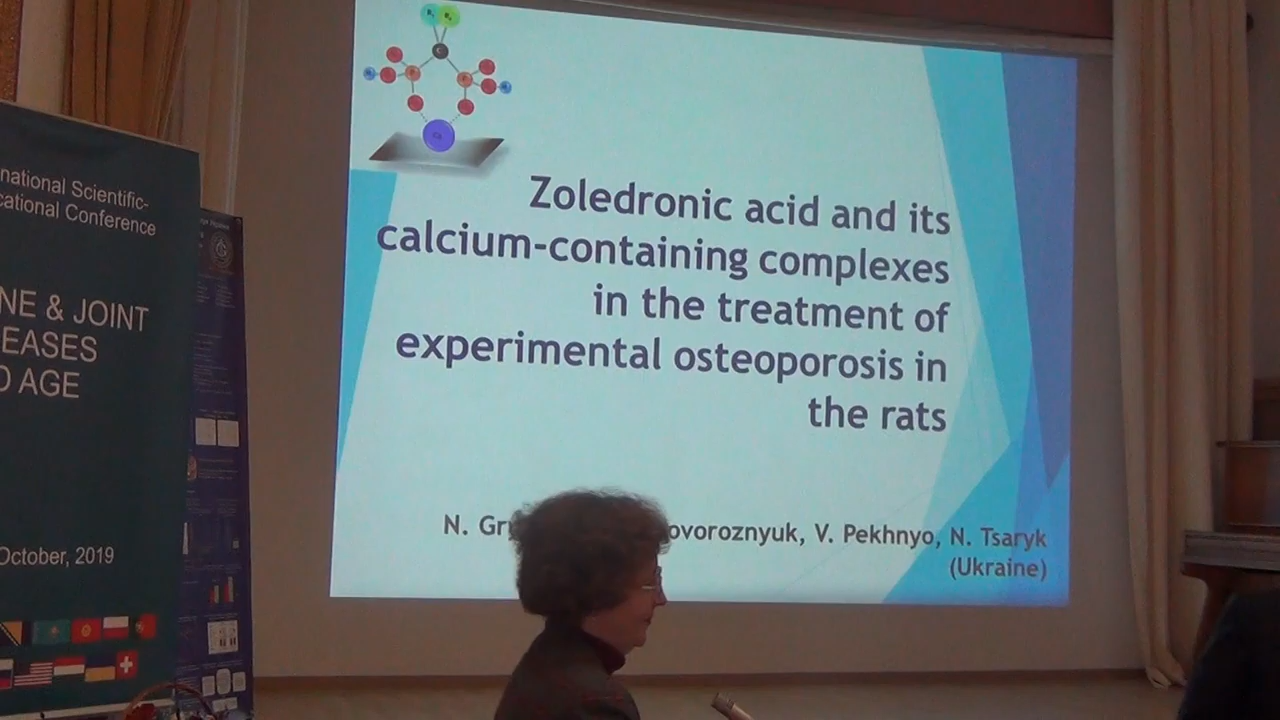 national Scientific-
cational Conference
NE & JOINT
EASES
D AGE
October, 2019
Zoledronic acid and its
calcium-containing complexes
in the treatment of
experimental osteoporosis in
the rats
N. Gr ovoroznyuk, V. Pekhnyo, N. Tsaryk
(Ukraine)